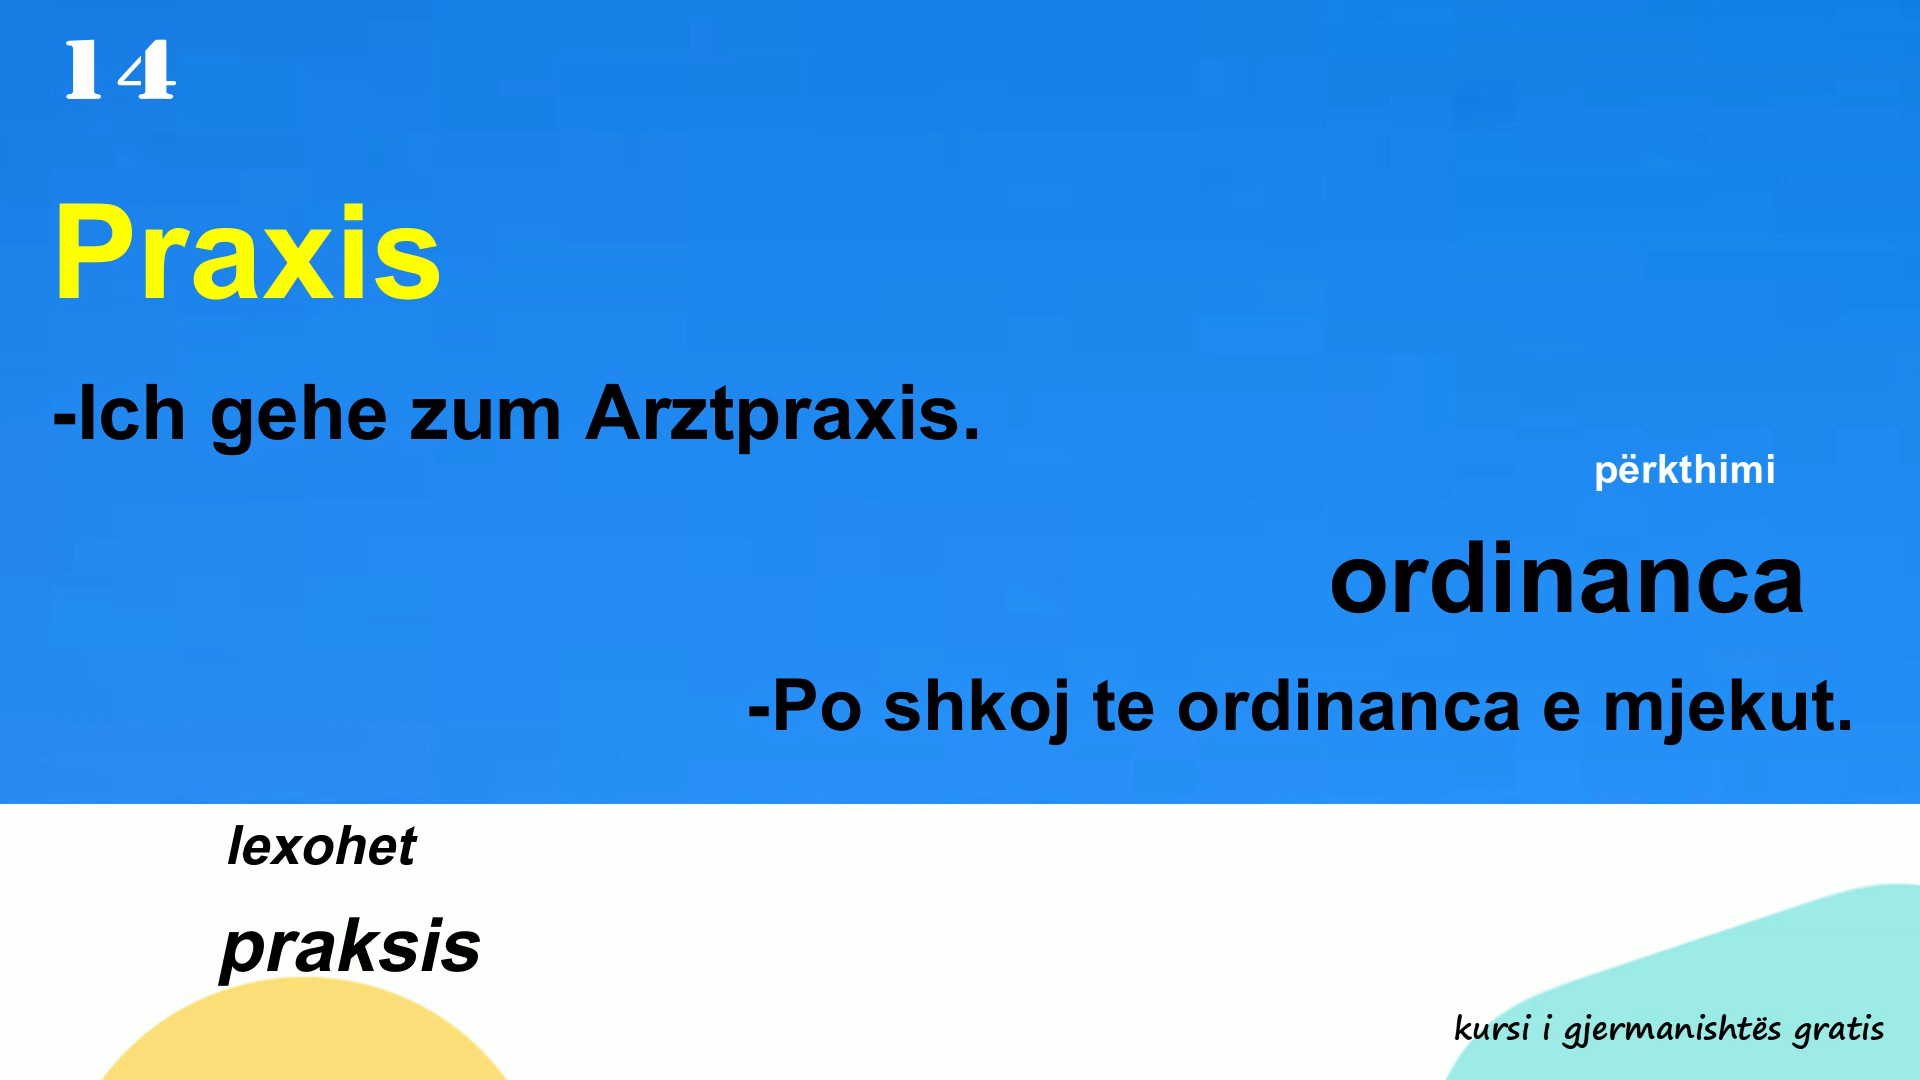 14
Praxis
-Ich gehe zum Arztpraxis.
përkthimi
ordinanca
-Po shkoj te ordinanca e mjekut.
lexohet
praksis
kursi i gjermanishtës gratis